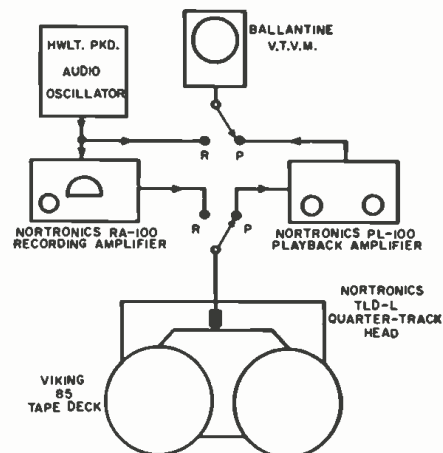 HWLT. PKD.
AUDIO
OSCILLATOR
BALLANTINE
V.T.V.M.
R
P
NORTRONICS RA-100
RECORDING AMPLIFIER
R
P
NORTRONICS PL-100
PLAYBACK AMPLIFIER
NORTRONICS
TLD-L
QUARTER-TRACK
HEAD
VIKING
85
TAPE DECK